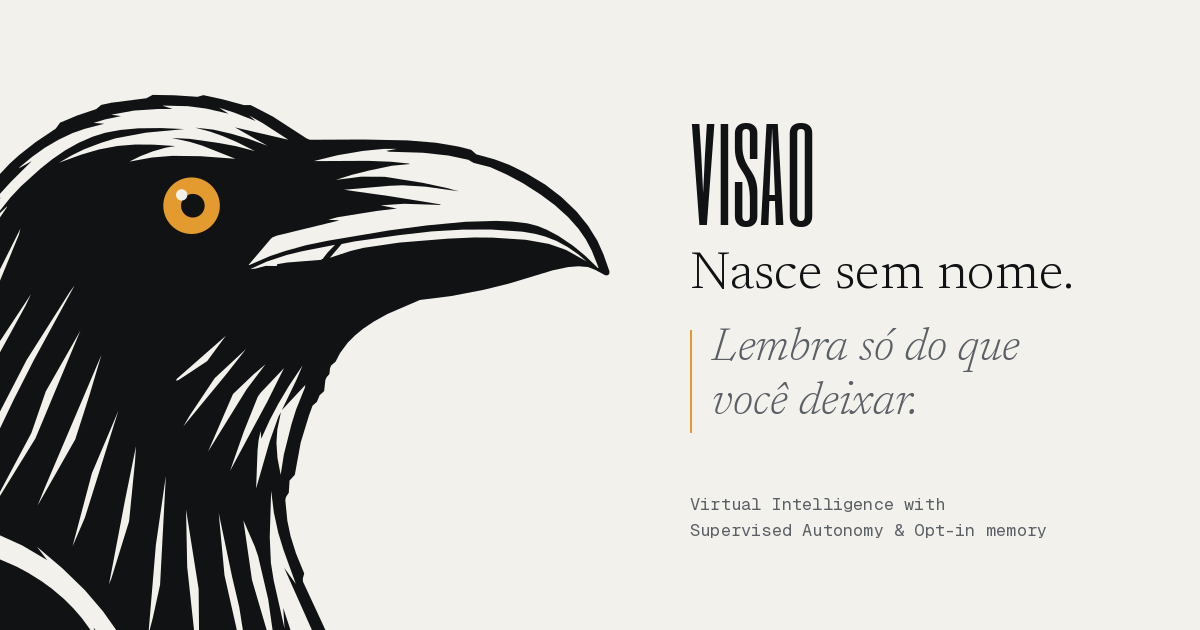 VISAO
Nasce sem nome.
Lembra só do que
você deixar.
Virtual Intelligence with
Supervised Autonomy & Opt-in memory